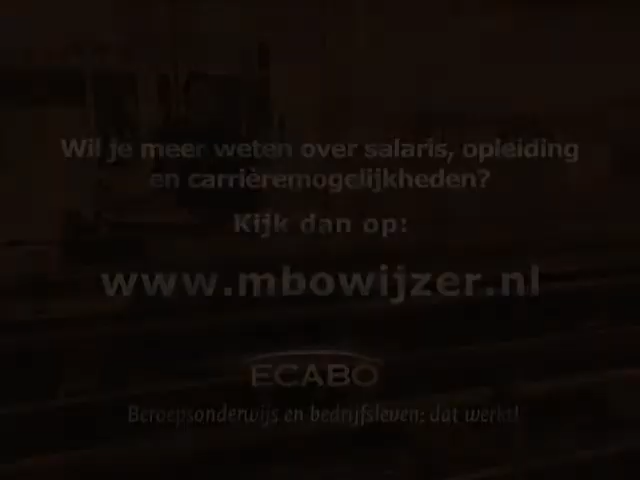 Wil je meer weten over salaris, opleiding
en carrièremogelijkheden?
Kijk dan op:
www.mbowijzer.nl
ECABO
Beroepsonderwijs en bedrijfsleven: dat werkt!